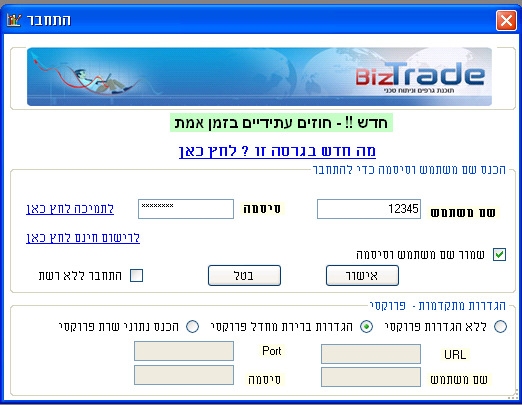 התחבר
BizTrade
תוכנת גרפים וניתוח טכני
חדש !! - חוזים עתידיים בזמן אמת
מה חדש בגרסה זו ? לחץ כאן
הכנס שם משתמש וסיסמה כדי להתחבר
שם משתמש 12345 סיסמה ******** לתמיכה לחץ כאן
לרישום חינם לחץ כאן
שמור שם משתמש וסיסמה
אישור בטל התחבר ללא רשת
הגדרות מתקדמות - פרוקסי
ללא הגדרות פרוקסי הגדרות ברירת מחדל פרוקסי הכנס נתוני שרת פרוקסי
URL Port
שם משתמש סיסמה